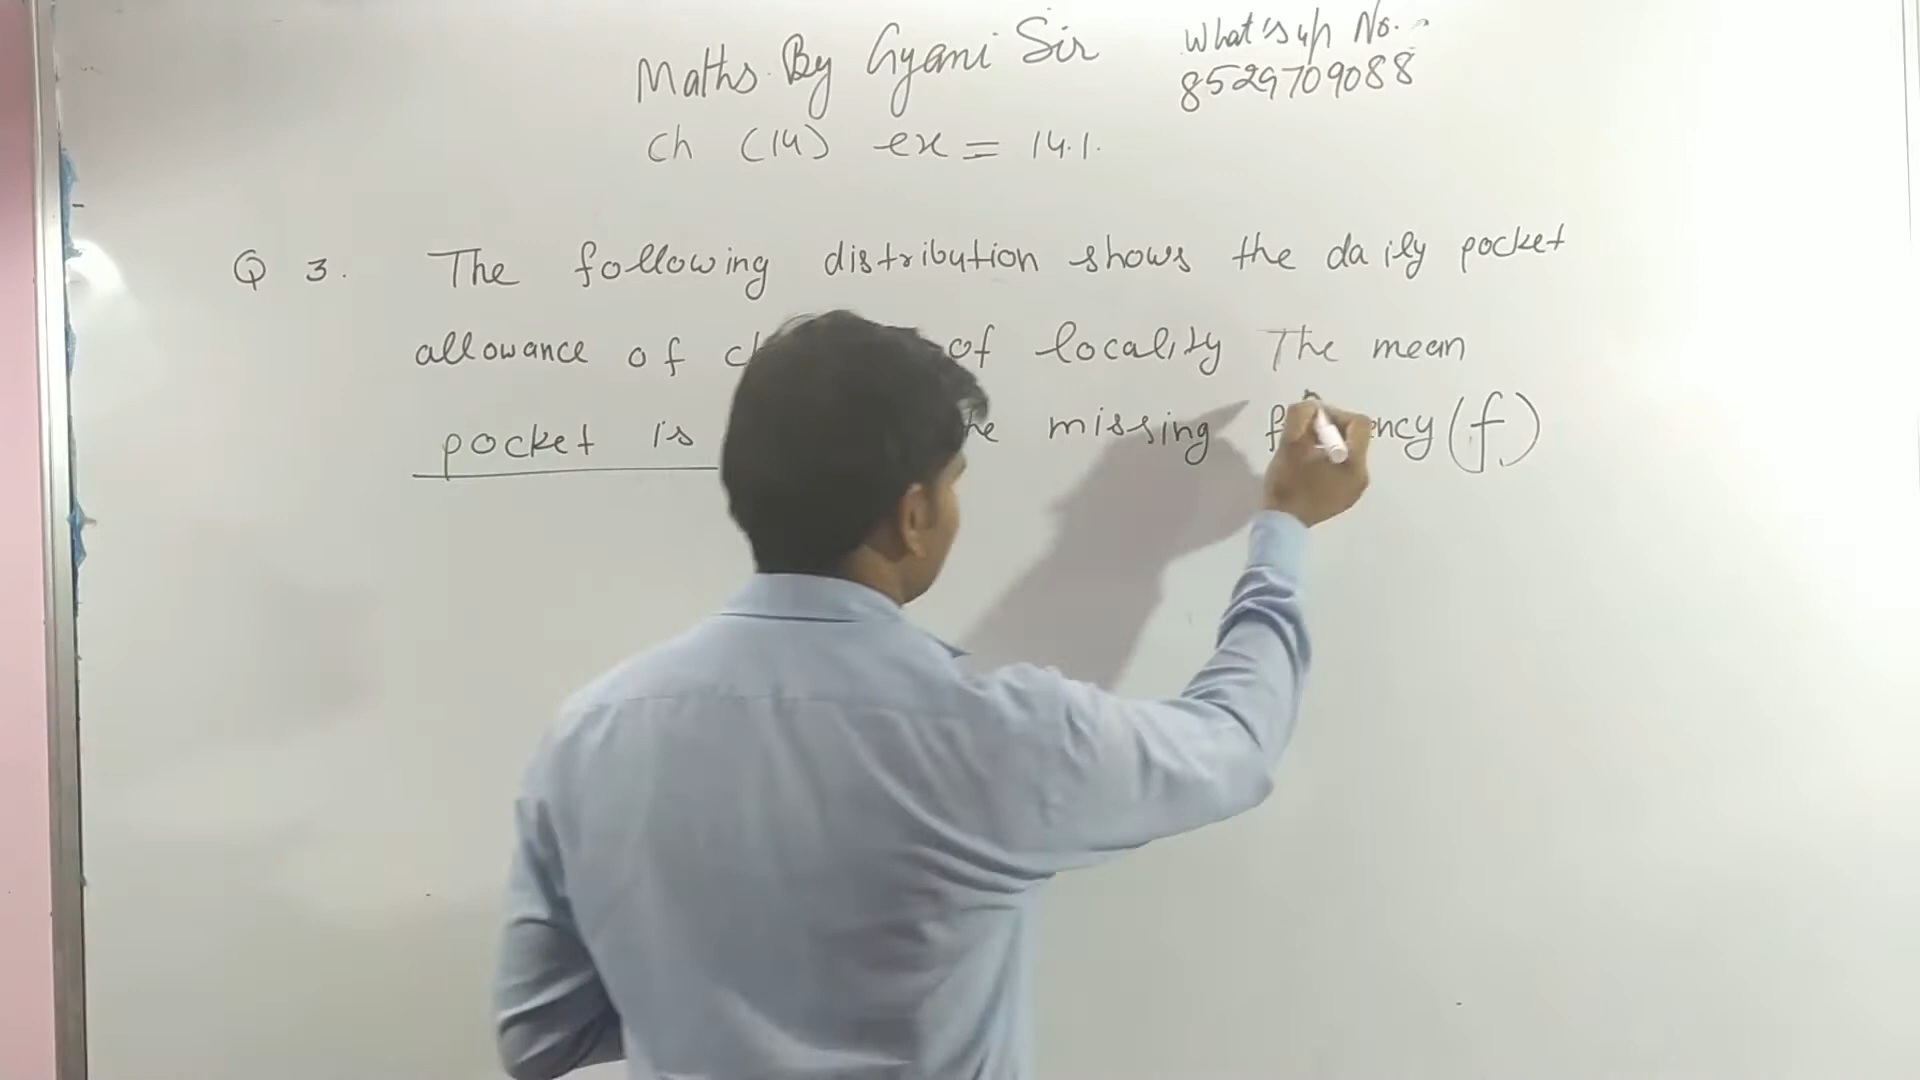 Maths By Gyani Sir
What's up No.
8529709088
Ch (14) ex = 14.1.
Q 3. The following distribution shows the daily pocket
allowance of of locality The mean
pocket is missing (f)